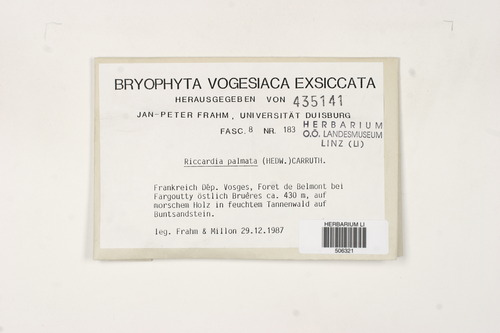 BRYOPHYTA VOGESIACA EXSICCATA
HERAUSGEGEBEN VON 435141
JAN-PETER FRAHM, UNIVERSITÄT DUISBURG
FASC. 8 NR. 183
HERBARIUM
O.Ö. LANDESMUSEUM
LINZ (LI)
Riccardia palmata (HEDW.)CARRUTH.
Frankreich Dép. Vosges, Forêt de Belmont bei
Fargoutty östlich Bruêres ca. 430 m, auf
morschem Holz in feuchtem Tannenwald auf
Buntsandstein.
leg. Frahm & Millon 29.12.1987
HERBARIUM LI
506321